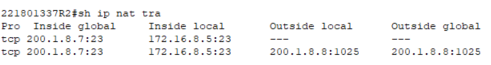 221801337R2#sh ip nat tra
Pro Inside global Inside local Outside local Outside global
tcp 200.1.8.7:23 172.16.8.5:23 --- ---
tcp 200.1.8.7:23 172.16.8.5:23 200.1.8.8:1025 200.1.8.8:1025